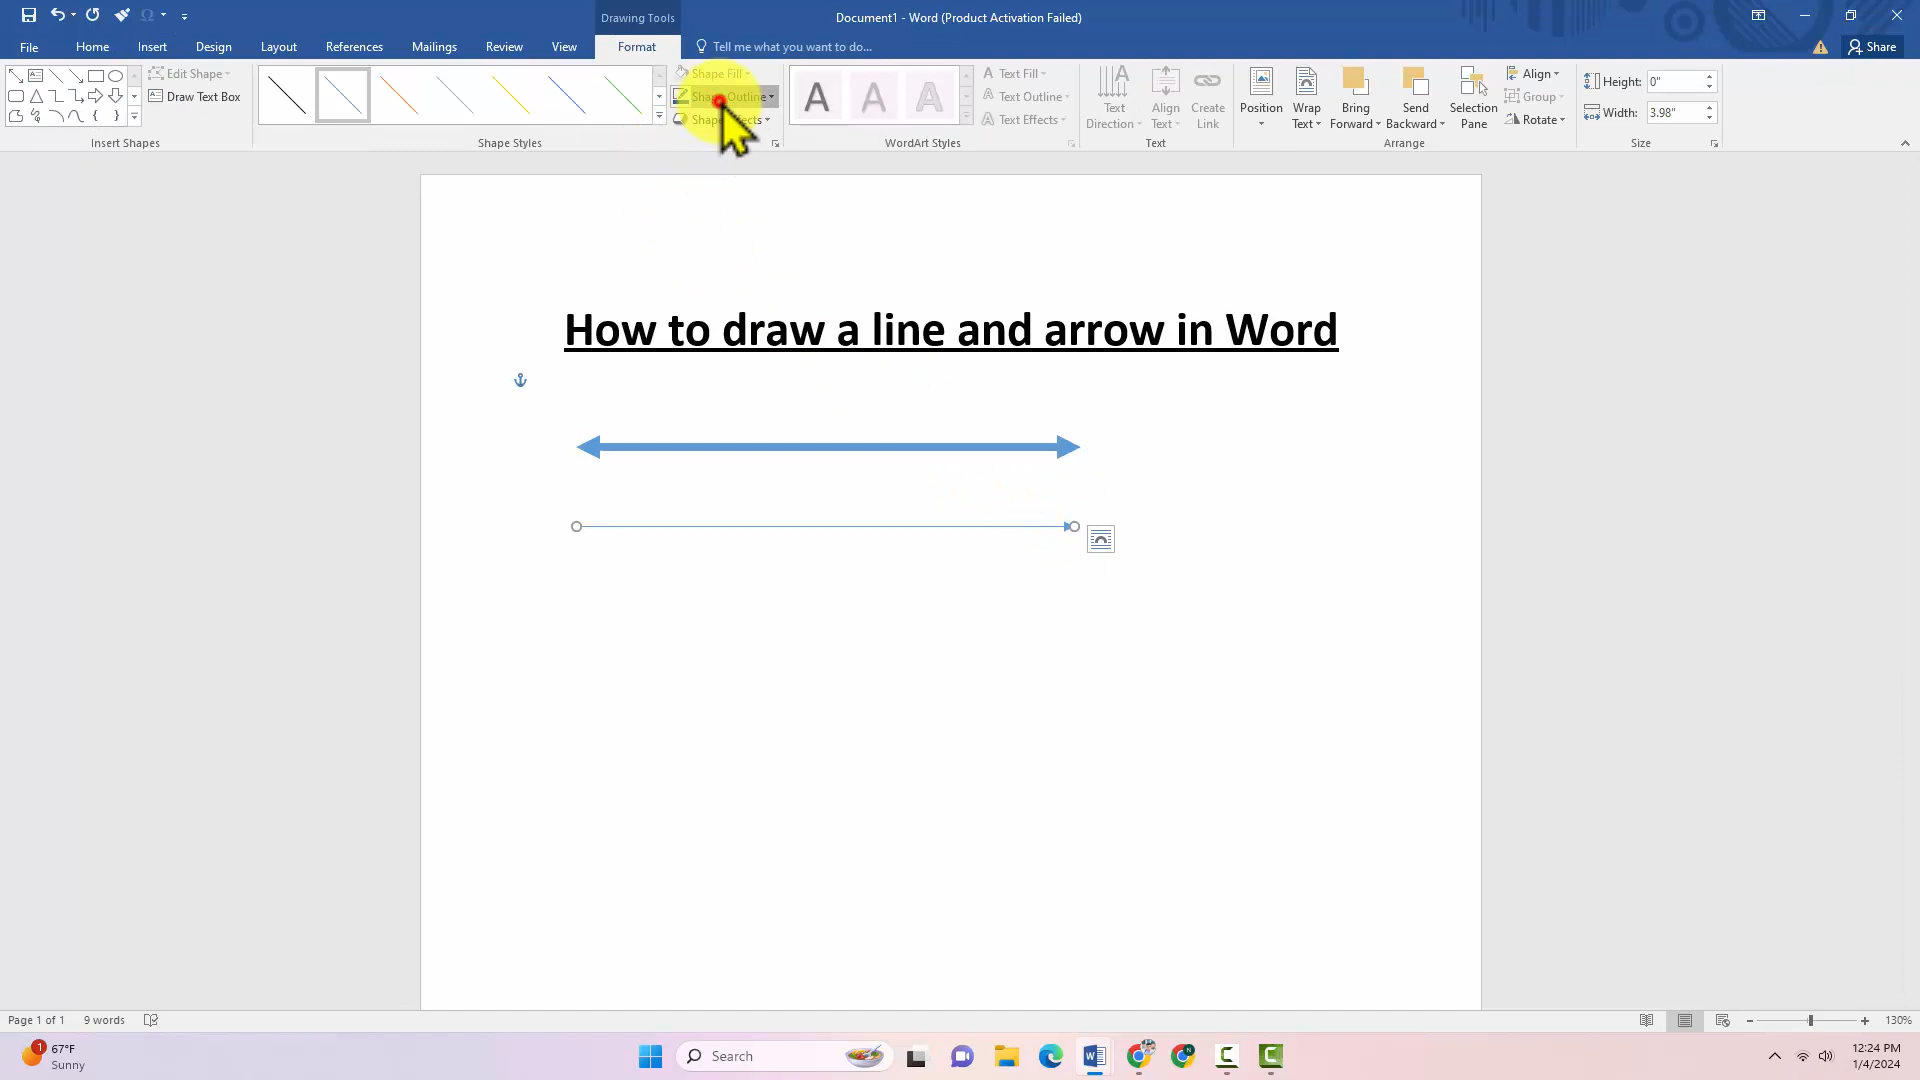 Drawing Tools
Document1 - Word (Product Activation Failed)
File
Home
Insert
Design
Layout
References
Mailings
Review
View
Format
Tell me what you want to do...
Share
Edit Shape
Draw Text Box
Insert Shapes
Shape Styles
Shape Fill
Shape Outline
Shape Effects
A A A
WordArt Styles
A Text Fill
A Text Outline
A Text Effects
Text
Direction
Align
Text
Create
Link
Text
Position
Wrap
Text
Bring
Forward
Send
Backward
Selection
Pane
Align
Group
Rotate
Arrange
Height: 0"
Width: 3.98"
Size
How to draw a line and arrow in Word
Page 1 of 1
9 words
130%
1
67°F
Sunny
Search
12:24 PM
1/4/2024